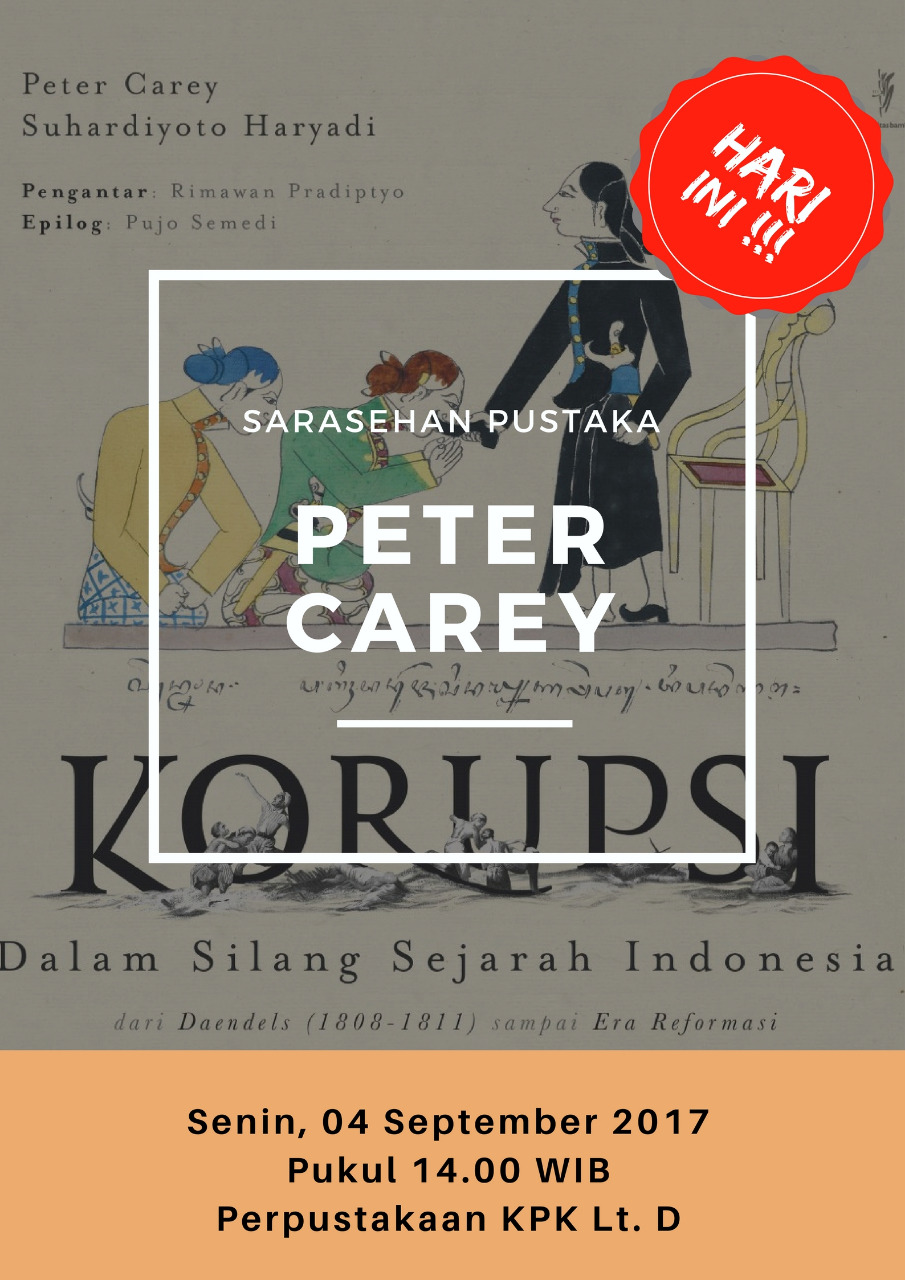 Peter Carey
Suhardiyoto Haryadi
Pengantar: Rimawan Pradiptyo
Epilog: Pujo Semedi
HARI
INI !!!
SARASEHAN PUSTAKA
PETER
CAREY
KORUPSI
Dalam Silang Sejarah Indonesia
dari Daendels (1808-1811) sampai Era Reformasi
Senin, 04 September 2017
Pukul 14.00 WIB
Perpustakaan KPK Lt. D